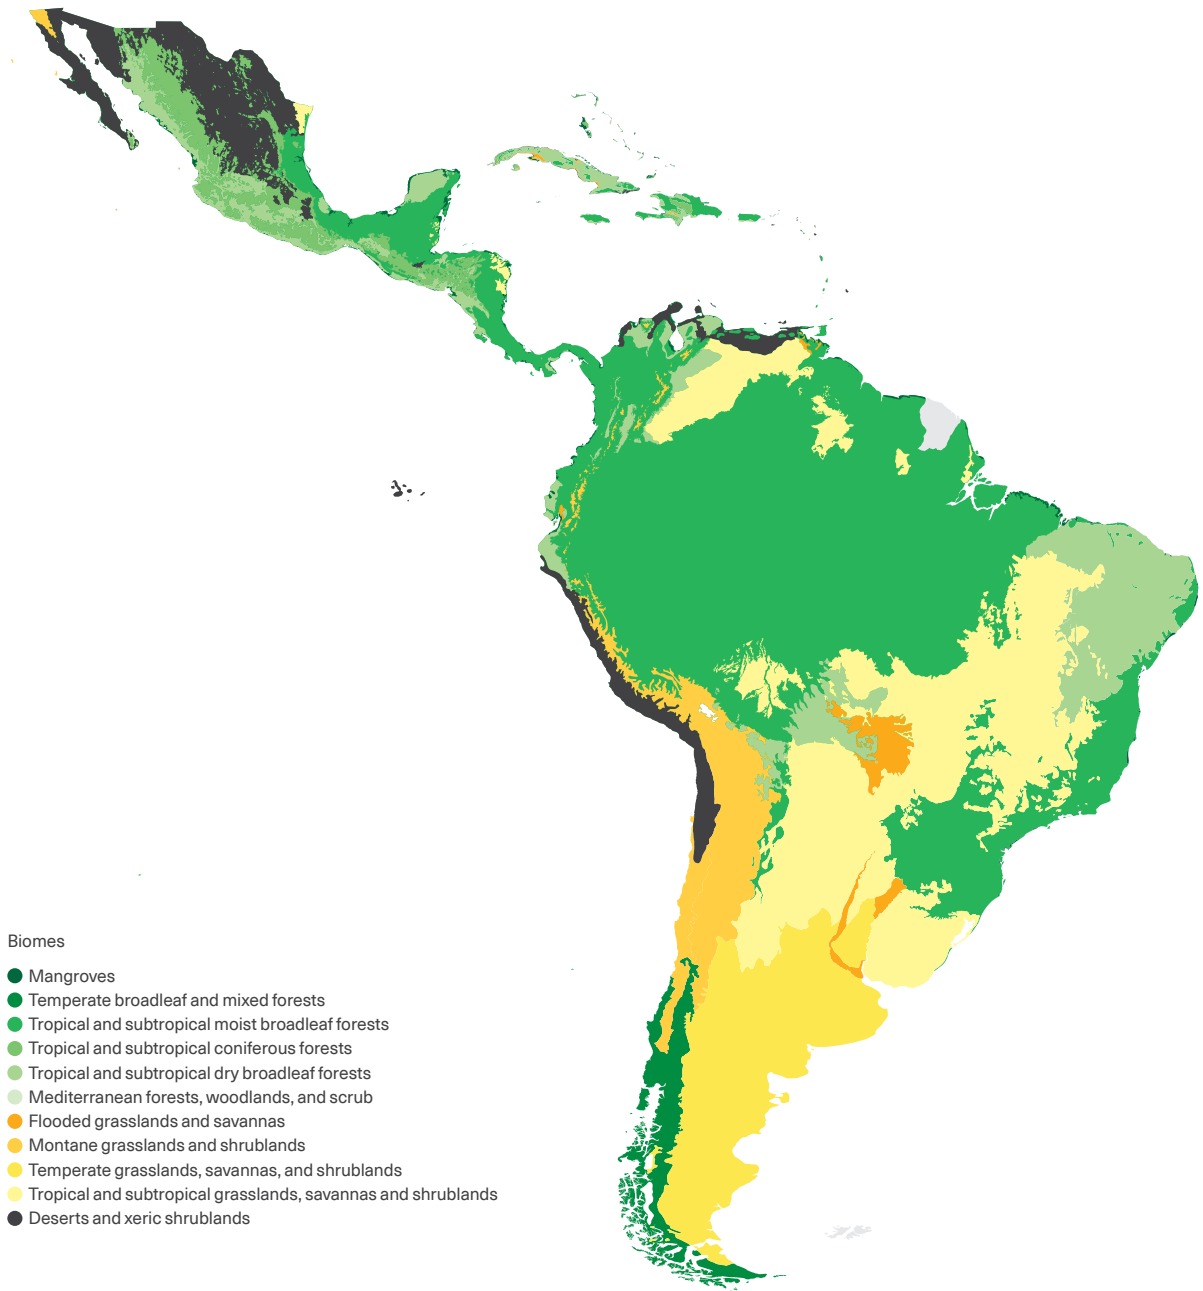 Biomes
Mangroves
Temperate broadleaf and mixed forests
Tropical and subtropical moist broadleaf forests
Tropical and subtropical coniferous forests
Tropical and subtropical dry broadleaf forests
Mediterranean forests, woodlands, and scrub
Flooded grasslands and savannas
Montane grasslands and shrublands
Temperate grasslands, savannas, and shrublands
Tropical and subtropical grasslands, savannas and shrublands
Deserts and xeric shrublands